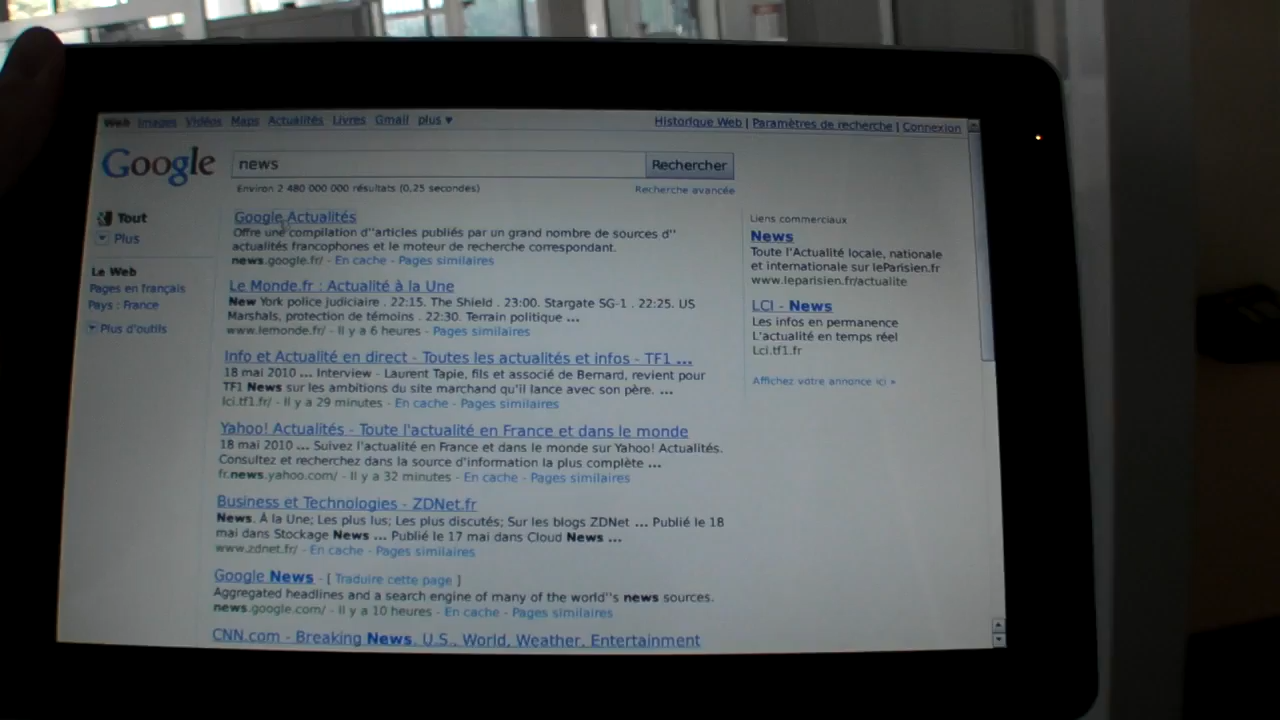 Web Images Vidéos Maps Actualités Livres Gmail plus ▼
Historique Web | Paramètres de recherche | Connexion
Google
news
Rechercher
Environ 2 480 000 000 résultats (0,25 secondes)
Recherche avancée
Tout
Plus
Le Web
Pages en français
Pays : France
Plus d'outils
Google Actualités
Offre une compilation d''articles publiés par un grand nombre de sources d''
actualités francophones et le moteur de recherche correspondant.
news.google.fr/ - En cache - Pages similaires
Le Monde.fr : Actualité à la Une
New York police judiciaire . 22:15. The Shield . 23:00. Stargate SG-1 . 22:25. US
Marshals, protection de témoins . 22:30. Terrain politique ...
www.lemonde.fr/ - Il y a 6 heures - Pages similaires
Info et Actualité en direct - Toutes les actualités et infos - TF1 ...
18 mai 2010 ... Interview - Laurent Tapie, fils et associé de Bernard, revient pour
TF1 News sur les ambitions du site marchand qu'il lance avec son père. ...
lci.tf1.fr/ - Il y a 29 minutes - En cache - Pages similaires
Yahoo! Actualités - Toute l'actualité en France et dans le monde
18 mai 2010 ... Suivez l'actualité en France et dans le monde sur Yahoo! Actualités.
Consultez et recherchez dans la source d'information la plus complète ...
fr.news.yahoo.com/ - Il y a 32 minutes - En cache - Pages similaires
Business et Technologies - ZDNet.fr
News. À la Une; Les plus lus; Les plus discutés; Sur les blogs ZDNet ... Publié le 18
mai dans Stockage News ... Publié le 17 mai dans Cloud News ...
www.zdnet.fr/ - En cache - Pages similaires
Google News - [ Traduire cette page ]
Aggregated headlines and a search engine of many of the world''s news sources.
news.google.com/ - Il y a 10 heures - En cache - Pages similaires
CNN.com - Breaking News, U.S., World, Weather, Entertainment
Liens commerciaux
News
Toute l'Actualité locale, nationale
et internationale sur leParisien.fr
www.leparisien.fr/actualite
LCI - News
Les infos en permanence
L'actualité en temps réel
Lci.tf1.fr
Affichez votre annonce ici »